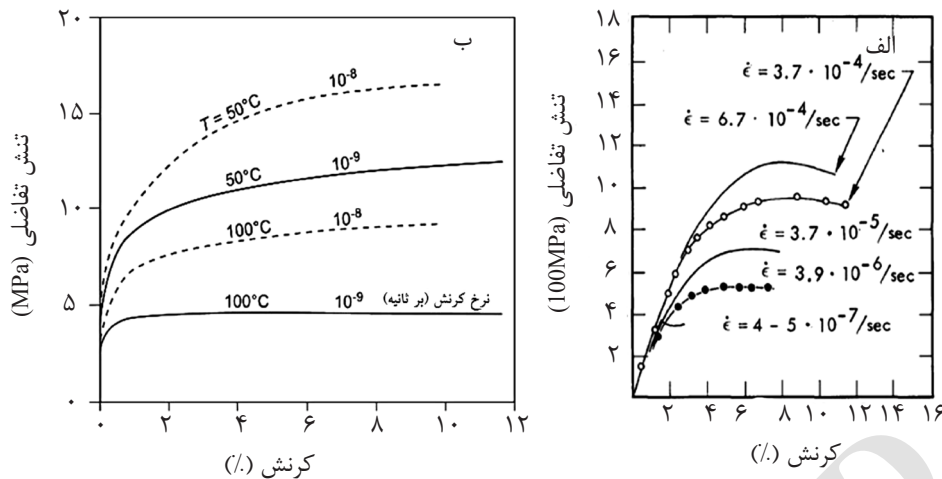 الف
ε̇ = 3.7 · 10⁻⁴/sec
ε̇ = 6.7 · 10⁻⁴/sec
ε̇ = 3.7 · 10⁻⁵/sec
ε̇ = 3.9 · 10⁻⁶/sec
ε̇ = 4 – 5 · 10⁻⁷/sec
۱۸
۱۶
۱۴
۱۲
۱۰
۸
۶
۴
۲
۲ ۴ ۶ ۸ ۱۰ ۱۲ ۱۴ ۱۶
تنش تفاضلی (100MPa)
کرنش (٪)
ب
۲۰
۱۵
۱۰
۵
۰
T = 50°C 10⁻⁸
50°C 10⁻⁹
100°C 10⁻⁸
100°C 10⁻⁹ نرخ کرنش (بر ثانیه)
۰ ۲ ۴ ۶ ۸ ۱۰ ۱۲
تنش تفاضلی (MPa)
کرنش (٪)